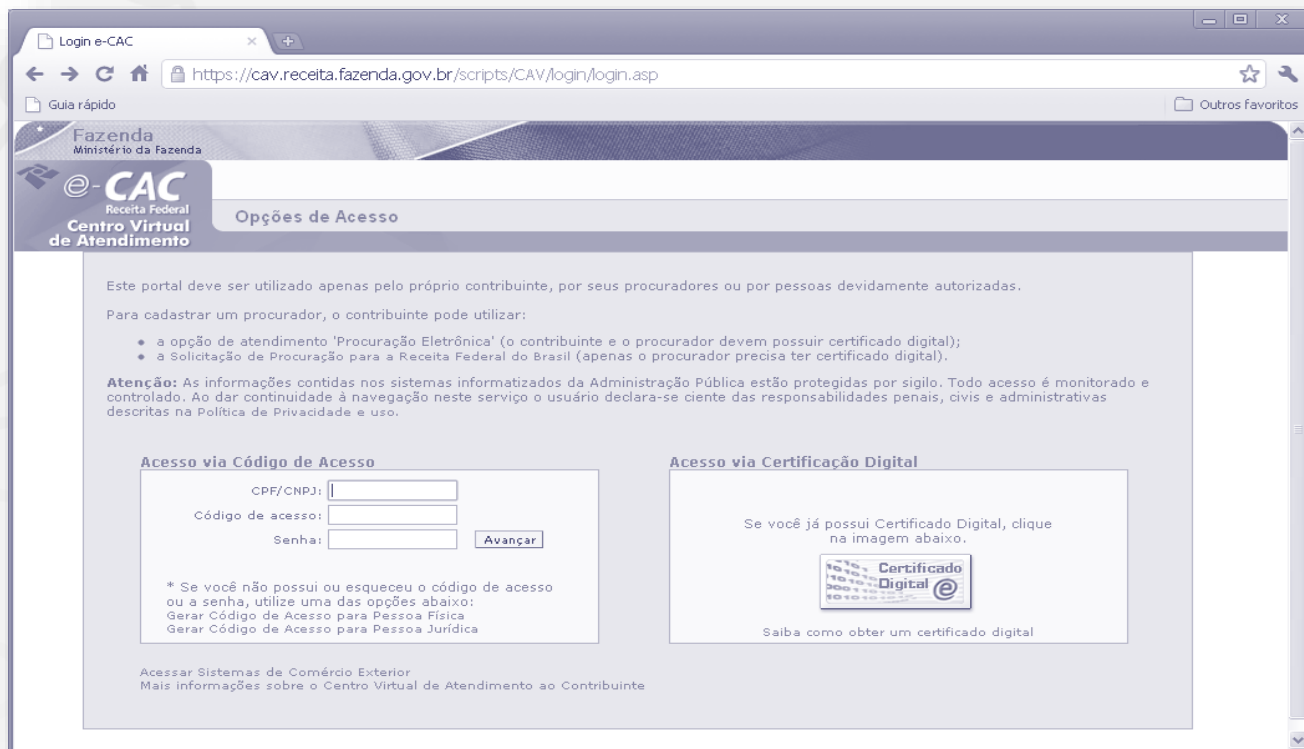 Login e-CAC
https://cav.receita.fazenda.gov.br/scripts/CAV/login/login.asp
Guia rápido
Outros favoritos
Fazenda
Ministério da Fazenda
e-CAC
Receita Federal
Centro Virtual
de Atendimento
Opções de Acesso
Este portal deve ser utilizado apenas pelo próprio contribuinte, por seus procuradores ou por pessoas devidamente autorizadas.
Para cadastrar um procurador, o contribuinte pode utilizar:
• a opção de atendimento 'Procuração Eletrônica' (o contribuinte e o procurador devem possuir certificado digital);
• a Solicitação de Procuração para a Receita Federal do Brasil (apenas o procurador precisa ter certificado digital).
Atenção: As informações contidas nos sistemas informatizados da Administração Pública estão protegidas por sigilo. Todo acesso é monitorado e
controlado. Ao dar continuidade à navegação neste serviço o usuário declara-se ciente das responsabilidades penais, civis e administrativas
descritas na Política de Privacidade e uso.
Acesso via Código de Acesso
CPF/CNPJ:
Código de acesso:
Senha:
Avançar
* Se você não possui ou esqueceu o código de acesso
ou a senha, utilize uma das opções abaixo:
Gerar Código de Acesso para Pessoa Física
Gerar Código de Acesso para Pessoa Jurídica
Acesso via Certificação Digital
Se você já possui Certificado Digital, clique
na imagem abaixo.
Certificado
Digital e
Saiba como obter um certificado digital
Acessar Sistemas de Comércio Exterior
Mais informações sobre o Centro Virtual de Atendimento ao Contribuinte